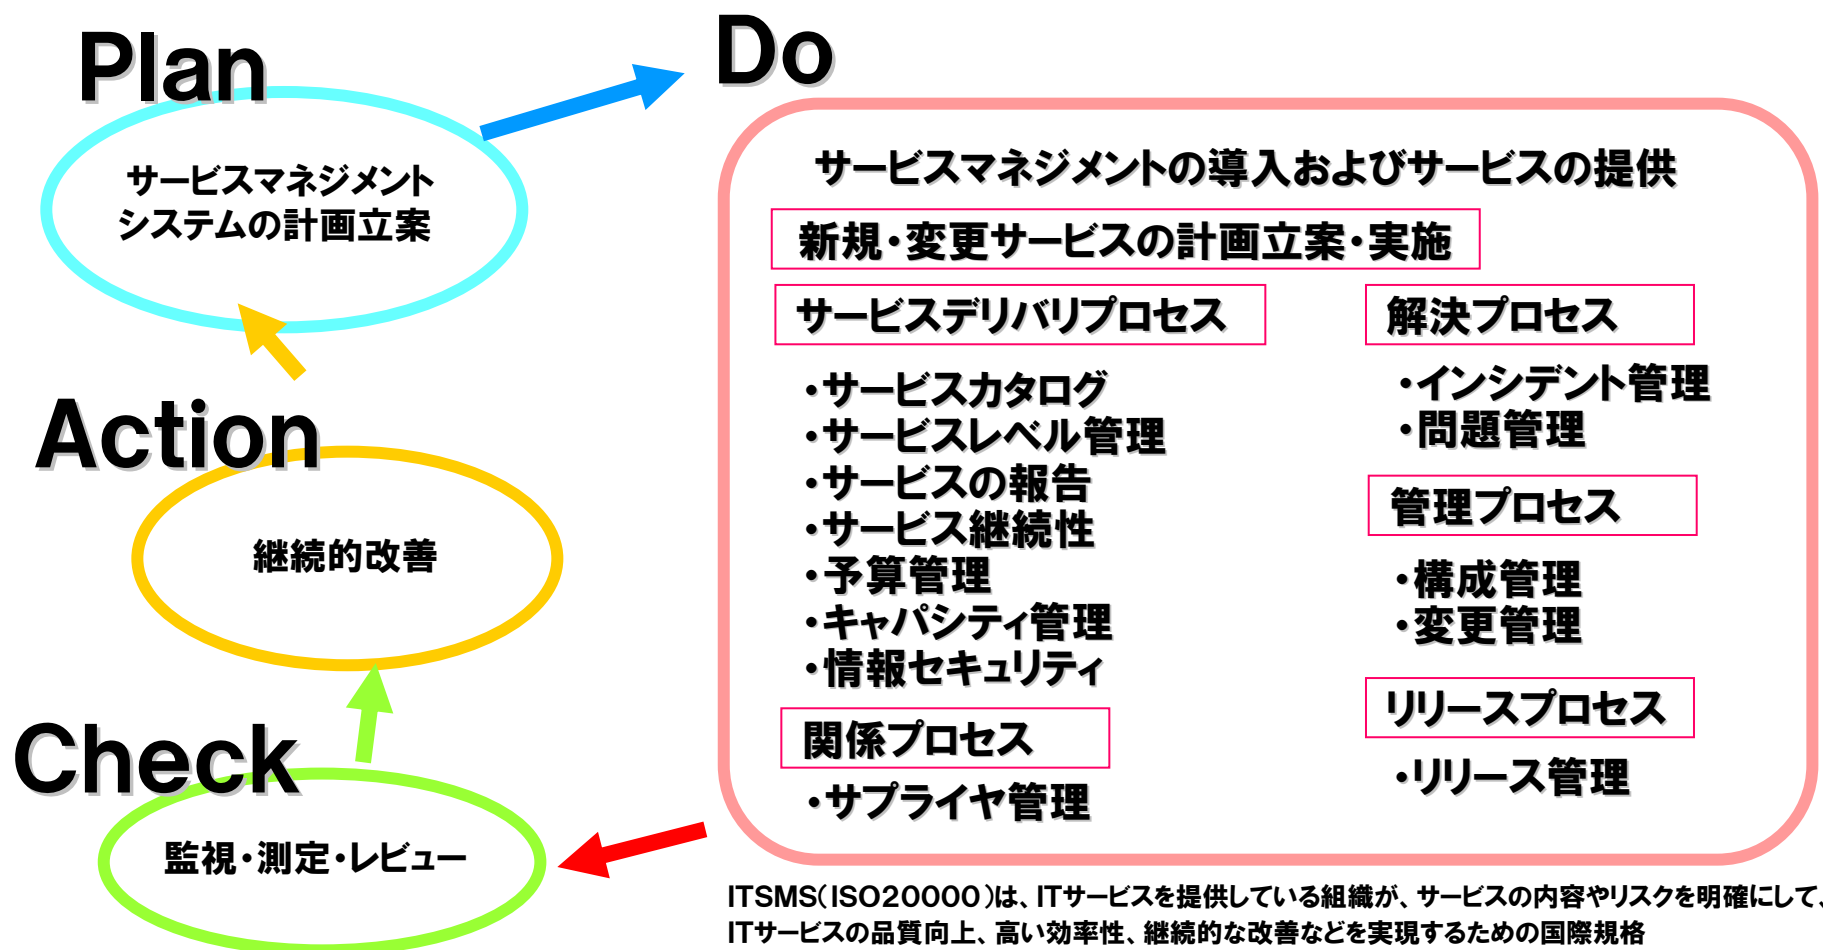 Plan
サービスマネジメント
システムの計画立案
Action
継続的改善
Check
監視・測定・レビュー
Do
サービスマネジメントの導入およびサービスの提供
新規・変更サービスの計画立案・実施
サービスデリバリプロセス
・サービスカタログ
・サービスレベル管理
・サービスの報告
・サービス継続性
・予算管理
・キャパシティ管理
・情報セキュリティ
関係プロセス
・サプライヤ管理
解決プロセス
・インシデント管理
・問題管理
管理プロセス
・構成管理
・変更管理
リリースプロセス
・リリース管理
ITSMS(ISO20000)は、ITサービスを提供している組織が、サービスの内容やリスクを明確にして、
ITサービスの品質向上、高い効率性、継続的な改善などを実現するための国際規格